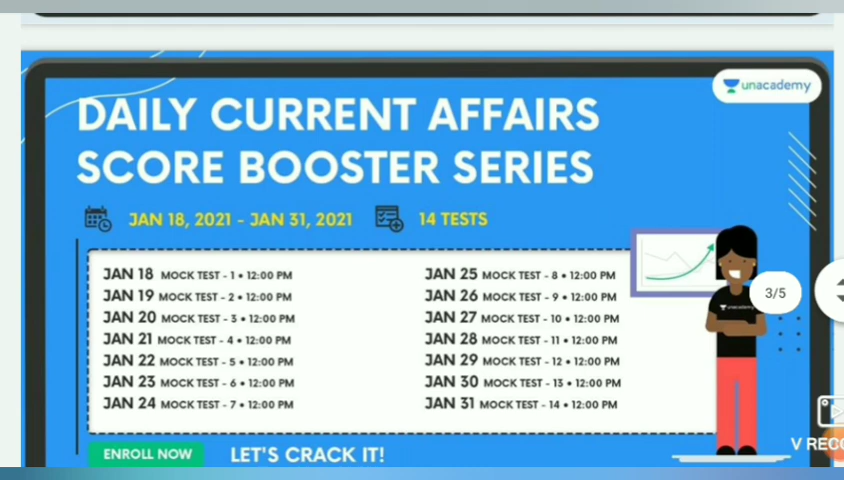 unacademy
DAILY CURRENT AFFAIRS
SCORE BOOSTER SERIES
JAN 18, 2021 - JAN 31, 2021
14 TESTS
JAN 18 MOCK TEST - 1 • 12:00 PM
JAN 19 MOCK TEST - 2 • 12:00 PM
JAN 20 MOCK TEST - 3 • 12:00 PM
JAN 21 MOCK TEST - 4 • 12:00 PM
JAN 22 MOCK TEST - 5 • 12:00 PM
JAN 23 MOCK TEST - 6 • 12:00 PM
JAN 24 MOCK TEST - 7 • 12:00 PM
JAN 25 MOCK TEST - 8 • 12:00 PM
JAN 26 MOCK TEST - 9 • 12:00 PM
JAN 27 MOCK TEST - 10 • 12:00 PM
JAN 28 MOCK TEST - 11 • 12:00 PM
JAN 29 MOCK TEST - 12 • 12:00 PM
JAN 30 MOCK TEST - 13 • 12:00 PM
JAN 31 MOCK TEST - 14 • 12:00 PM
3/5
unacademy
ENROLL NOW
LET'S CRACK IT!
V RECO